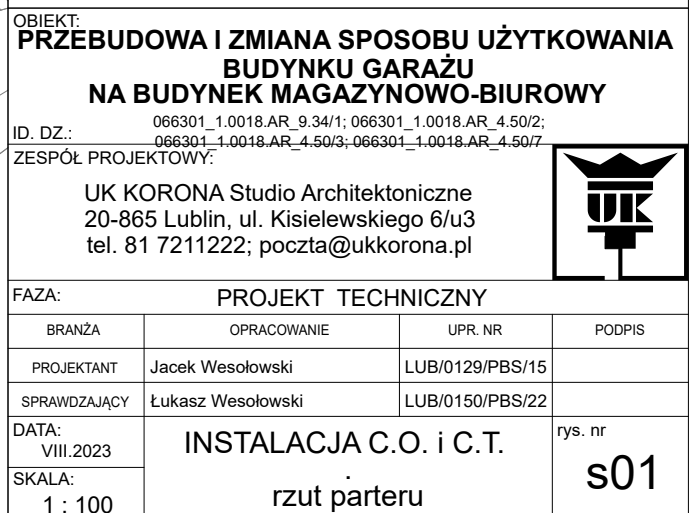 OBIEKT:
PRZEBUDOWA I ZMIANA SPOSOBU UŻYTKOWANIA
BUDYNKU GARAŻU
NA BUDYNEK MAGAZYNOWO-BIUROWY
ID. DZ.:
066301_1.0018.AR_9.34/1; 066301_1.0018.AR_4.50/2;
066301_1.0018.AR_4.50/3; 066301_1.0018.AR_4.50/7
ZESPÓŁ PROJEKTOWY:
UK KORONA Studio Architektoniczne
20-865 Lublin, ul. Kisielewskiego 6/u3
tel. 81 7211222; poczta@ukkorona.pl
UK
FAZA:
PROJEKT TECHNICZNY
BRANŻA OPRACOWANIE UPR. NR PODPIS
PROJEKTANT Jacek Wesołowski LUB/0129/PBS/15
SPRAWDZAJĄCY Łukasz Wesołowski LUB/0150/PBS/22
DATA:
VIII.2023
SKALA:
1 : 100
INSTALACJA C.O. i C.T.
.
rzut parteru
rys. nr
s01